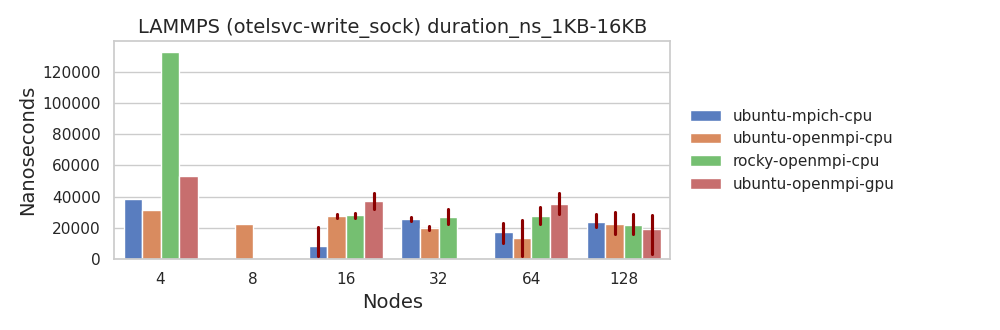 LAMMPS (otelsvc-write_sock) duration_ns_1KB-16KB
Nanoseconds
120000
100000
80000
60000
40000
20000
0
4 8 16 32 64 128
Nodes
ubuntu-mpich-cpu
ubuntu-openmpi-cpu
rocky-openmpi-cpu
ubuntu-openmpi-gpu